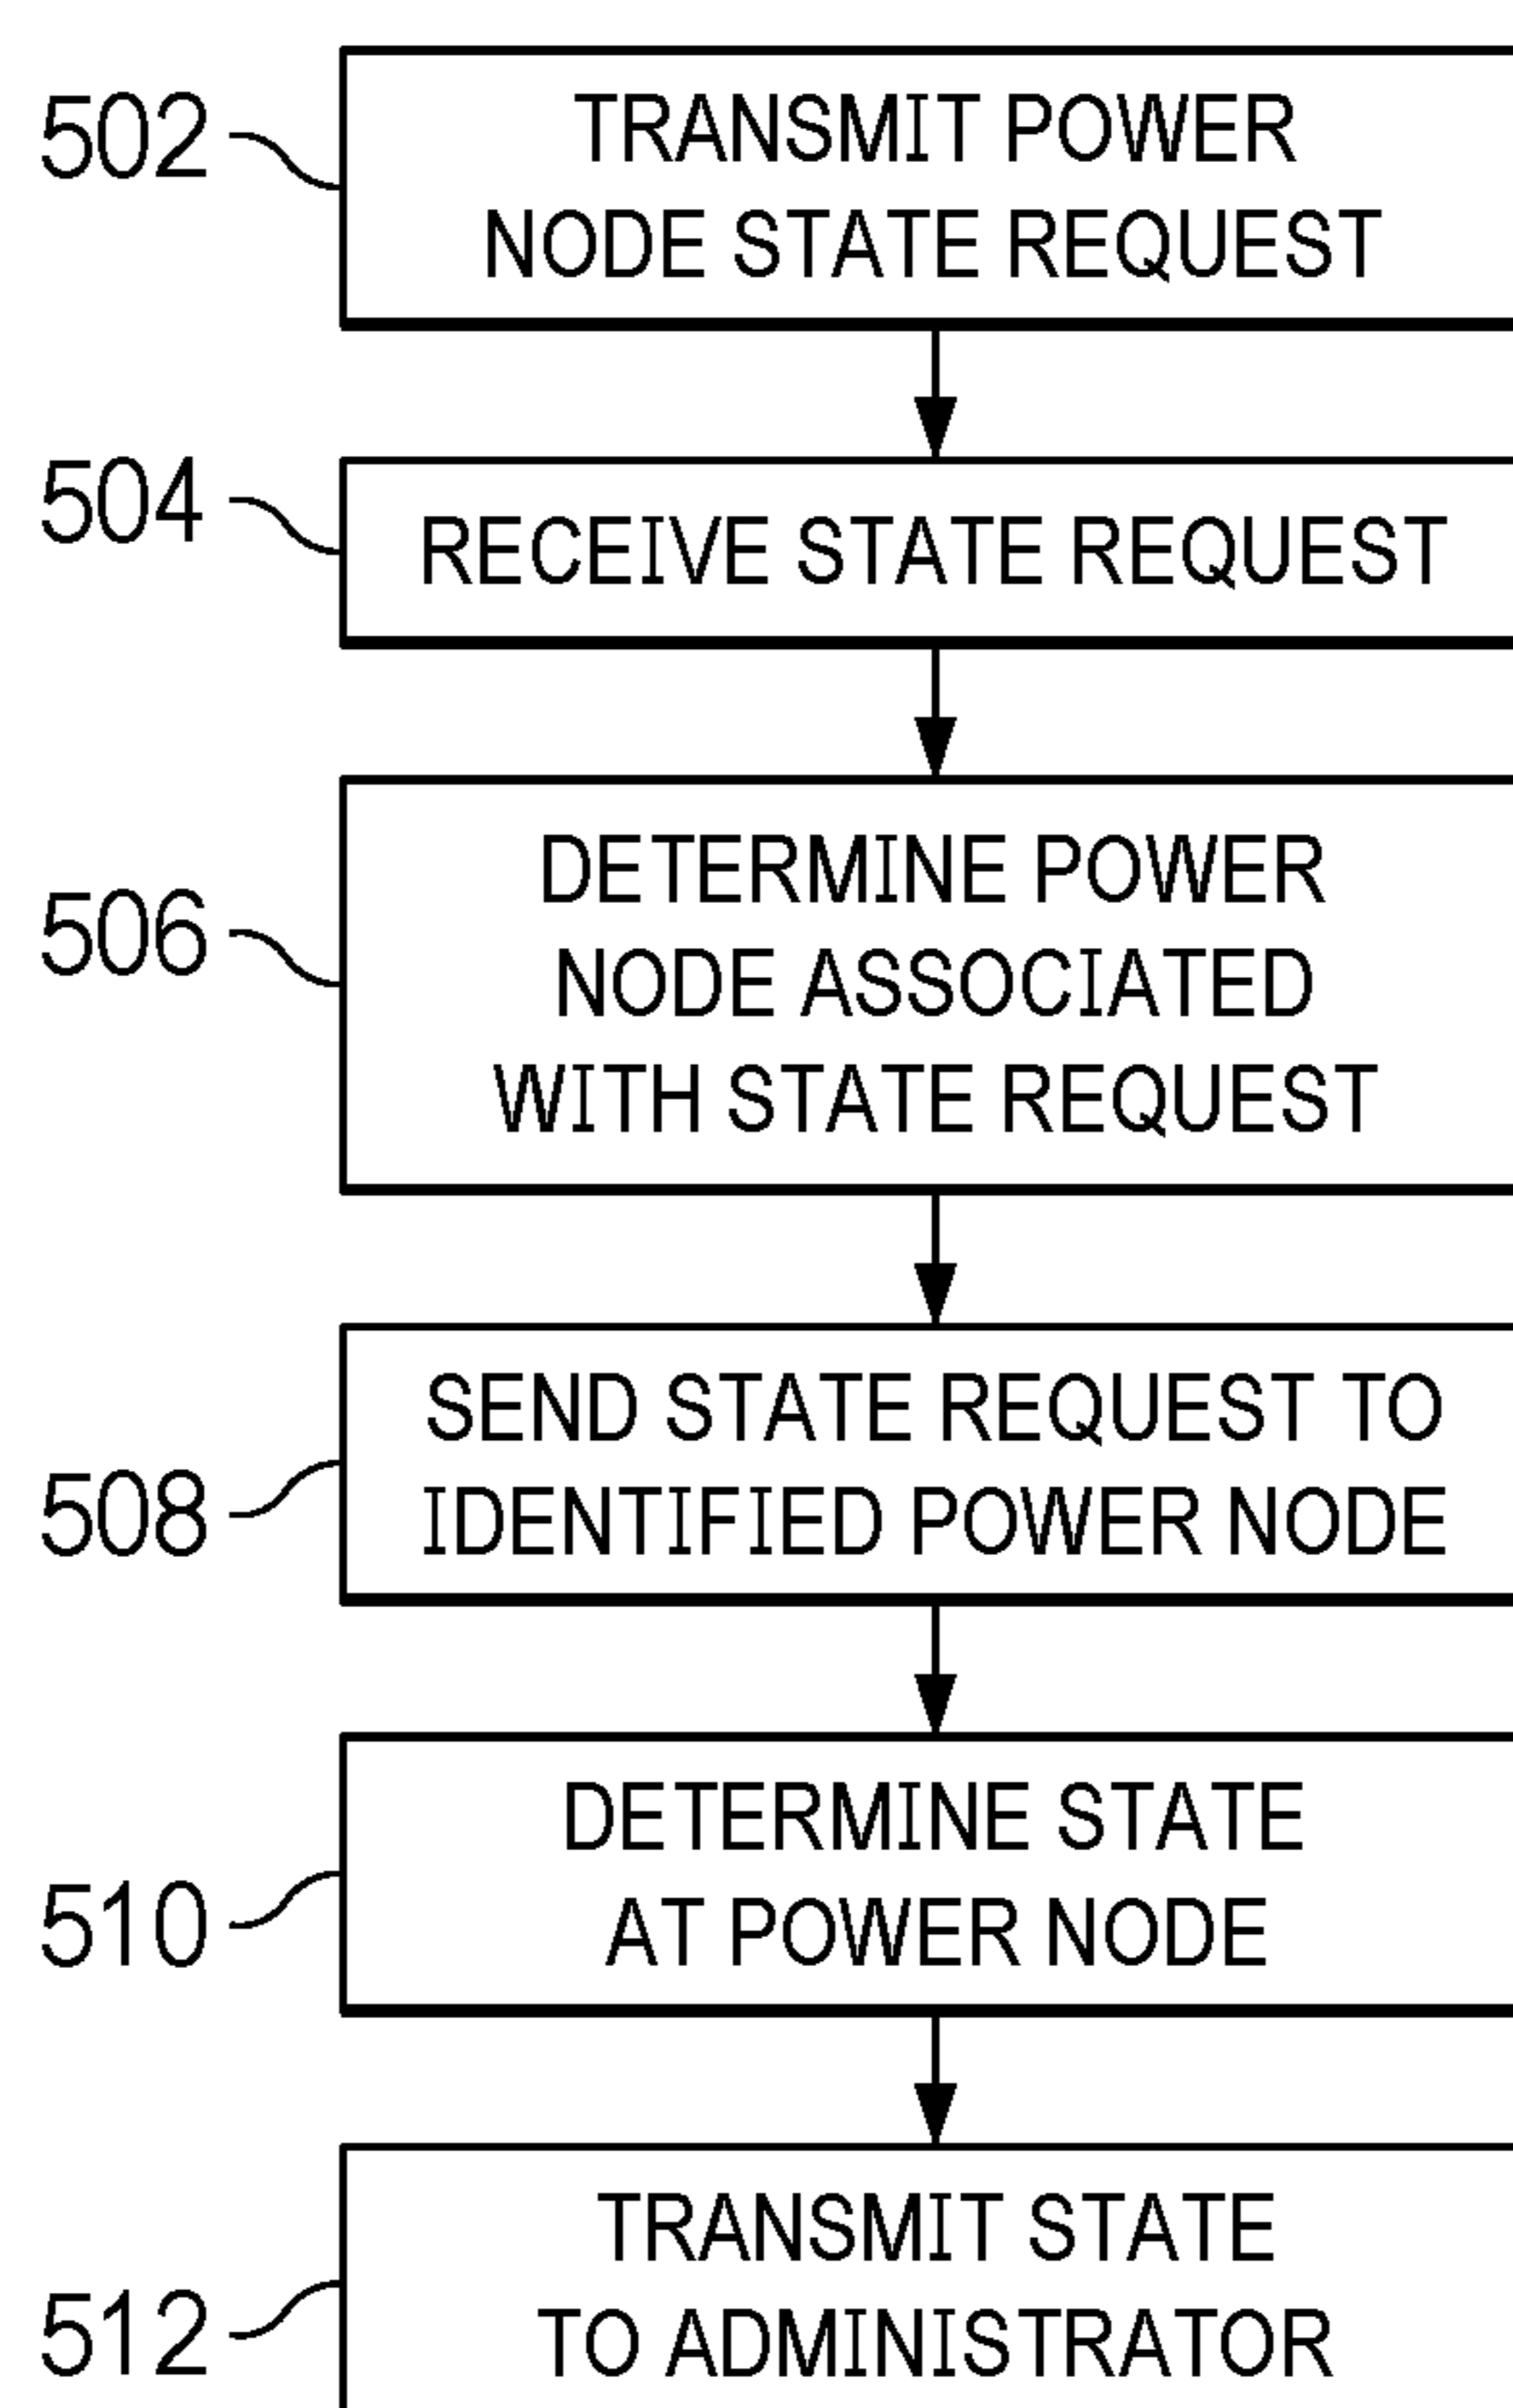 502
TRANSMIT POWER
NODE STATE REQUEST
504
RECEIVE STATE REQUEST
506
DETERMINE POWER
NODE ASSOCIATED
WITH STATE REQUEST
508
SEND STATE REQUEST TO
IDENTIFIED POWER NODE
510
DETERMINE STATE
AT POWER NODE
512
TRANSMIT STATE
TO ADMINISTRATOR